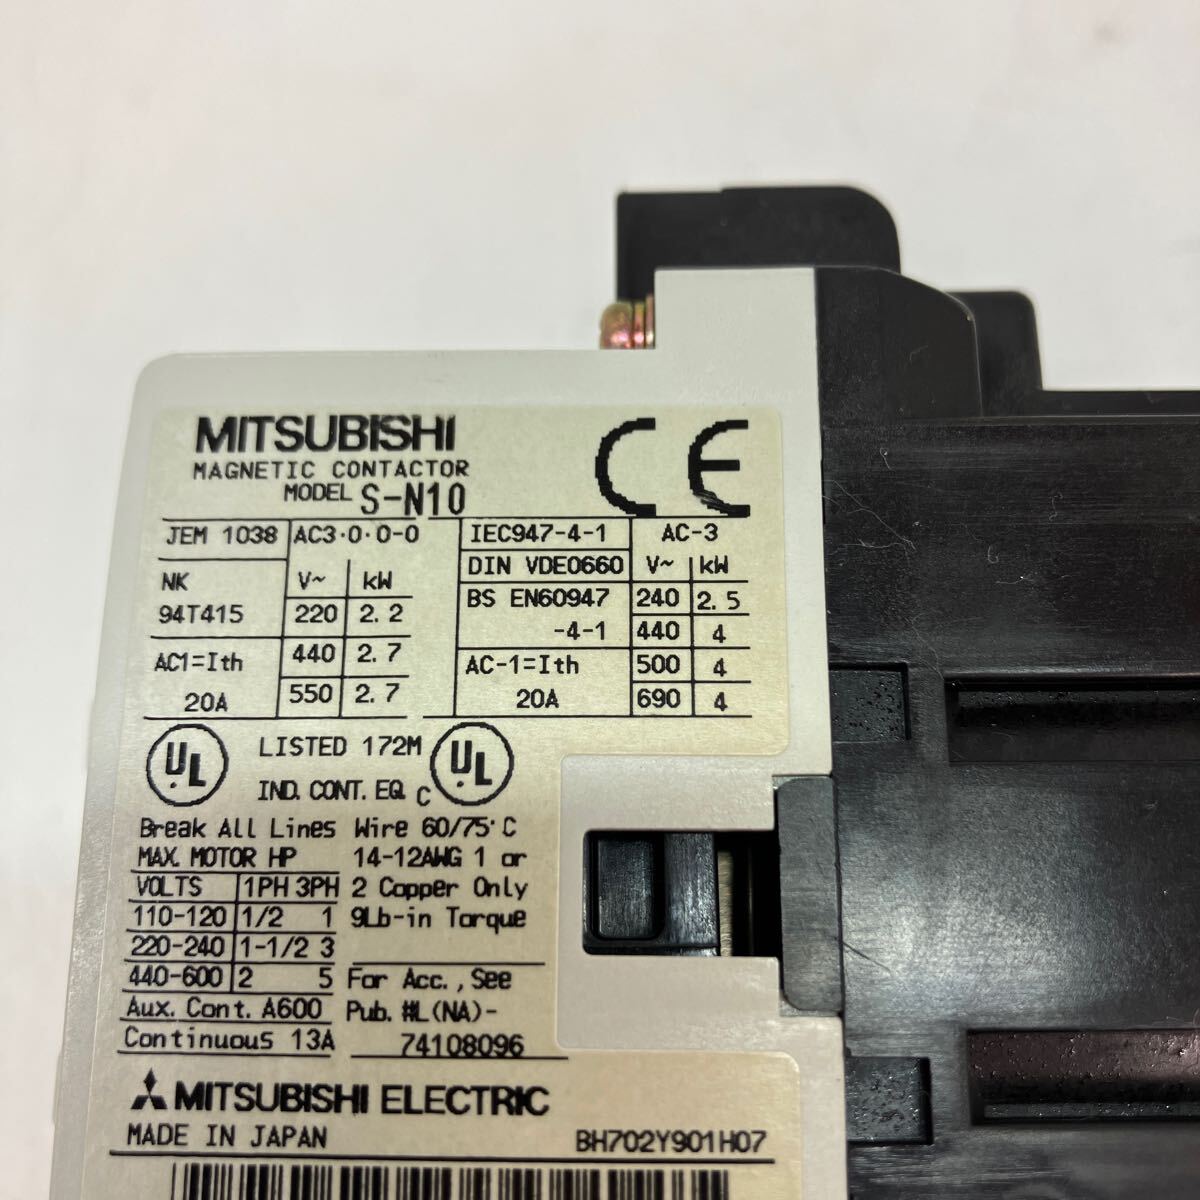 MITSUBISHI
MAGNETIC CONTACTOR
MODEL S-N10
CE
JEM 1038 AC3·0·0-0
NK V~ kW
94T415 220 2.2
AC1=Ith 440 2.7
20A 550 2.7
IEC947-4-1 AC-3
DIN VDE0660 V~ kW
BS EN60947 240 2.5
-4-1 440 4
AC-1=Ith 500 4
20A 690 4
UL LISTED 172M C UL
IND. CONT. EQ.
Break All Lines
MAX. MOTOR HP
VOLTS 1PH 3PH
110-120 1/2 1
220-240 1-1/2 3
440-600 2 5
Aux. Cont. A600
Continuous 13A
Wire 60/75°C
14-12AWG 1 or
2 Copper Only
9Lb-in Torque
For Acc., See
Pub. #L(NA)-
74108096
MITSUBISHI ELECTRIC
MADE IN JAPAN BH702Y901H07